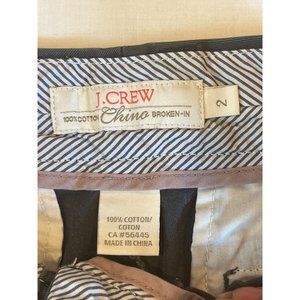 J.CREW
100% COTTON Chino BROKEN-IN
2
100% COTTON/
COTON
CA #56445
MADE IN CHINA